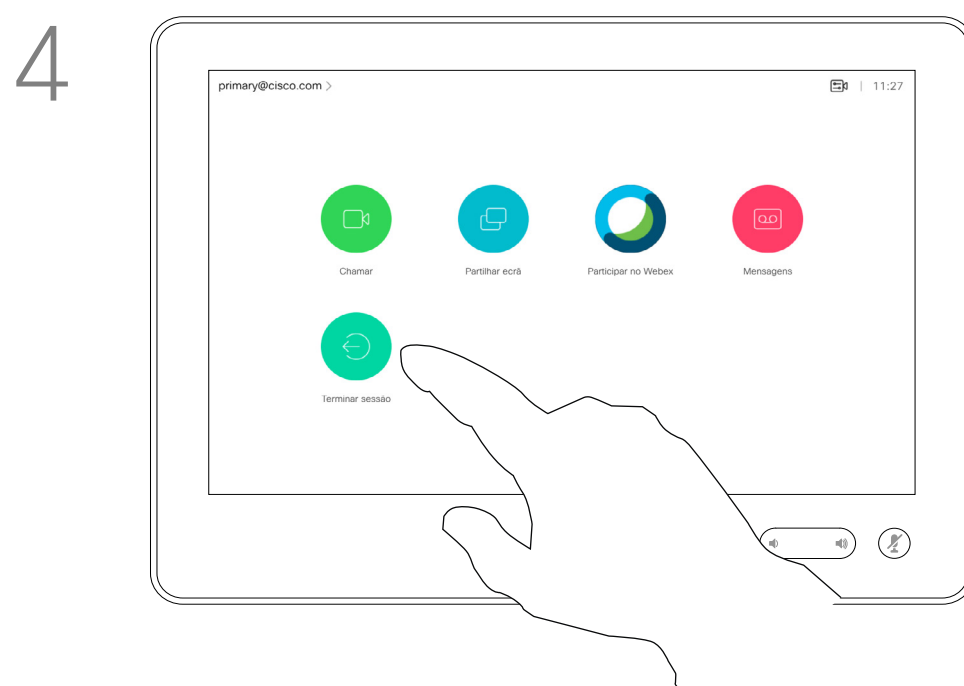 4
primary@cisco.com >
11:27
Chamar
Partilhar ecrã
Participar no Webex
Mensagens
Terminar sessão